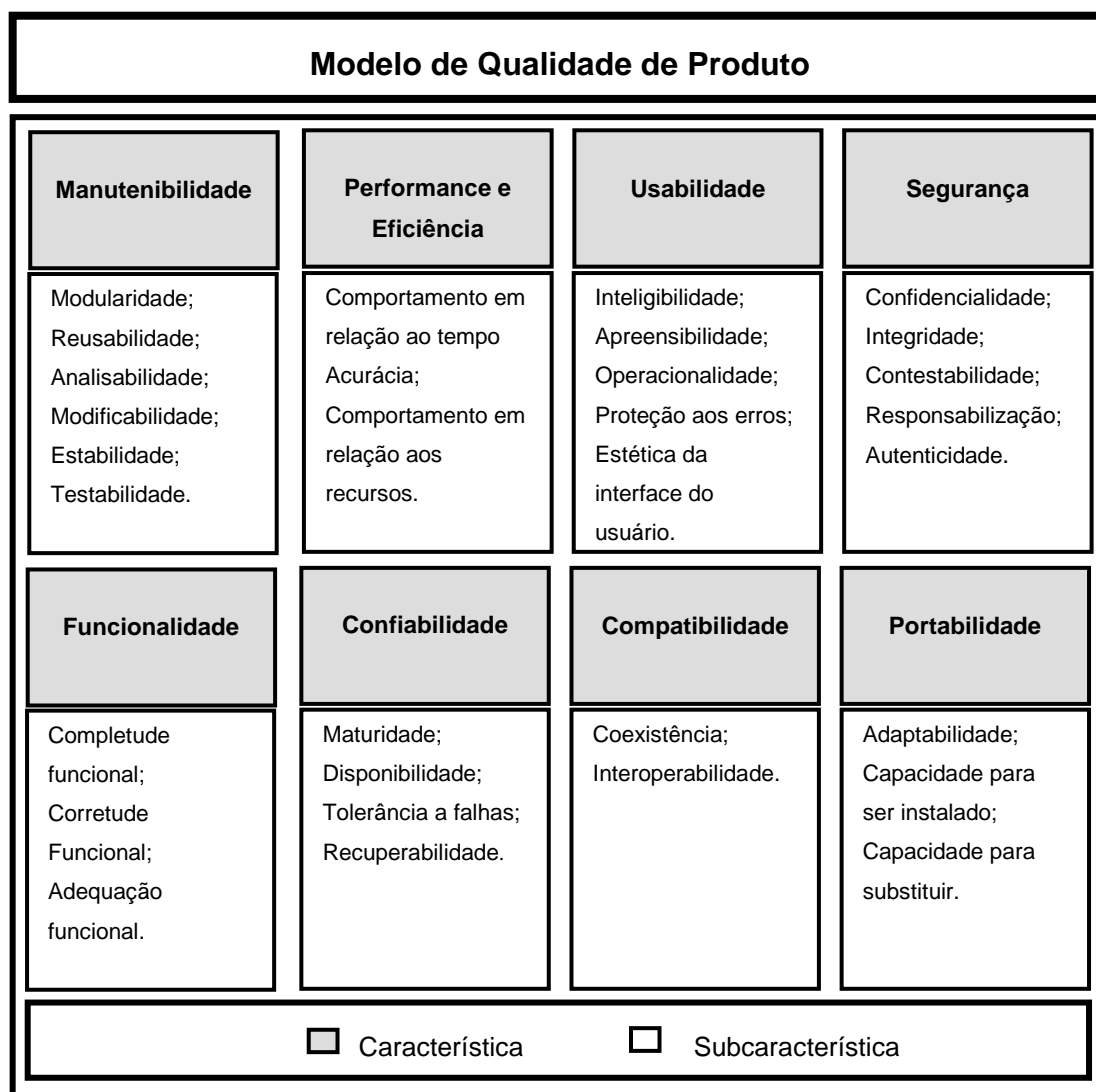 Modelo de Qualidade de Produto
Manutenibilidade
Modularidade;
Reusabilidade;
Analisabilidade;
Modificabilidade;
Estabilidade;
Testabilidade.
Performance e
Eficiência
Comportamento em
relação ao tempo
Acurácia;
Comportamento em
relação aos
recursos.
Usabilidade
Inteligibilidade;
Apreensibilidade;
Operacionalidade;
Proteção aos erros;
Estética da
interface do
usuário.
Segurança
Confidencialidade;
Integridade;
Contestabilidade;
Responsabilização;
Autenticidade.
Funcionalidade
Completude
funcional;
Corretude
Funcional;
Adequação
funcional.
Confiabilidade
Maturidade;
Disponibilidade;
Tolerância a falhas;
Recuperabilidade.
Compatibilidade
Coexistência;
Interoperabilidade.
Portabilidade
Adaptabilidade;
Capacidade para
ser instalado;
Capacidade para
substituir.
Característica
Subcaracterística